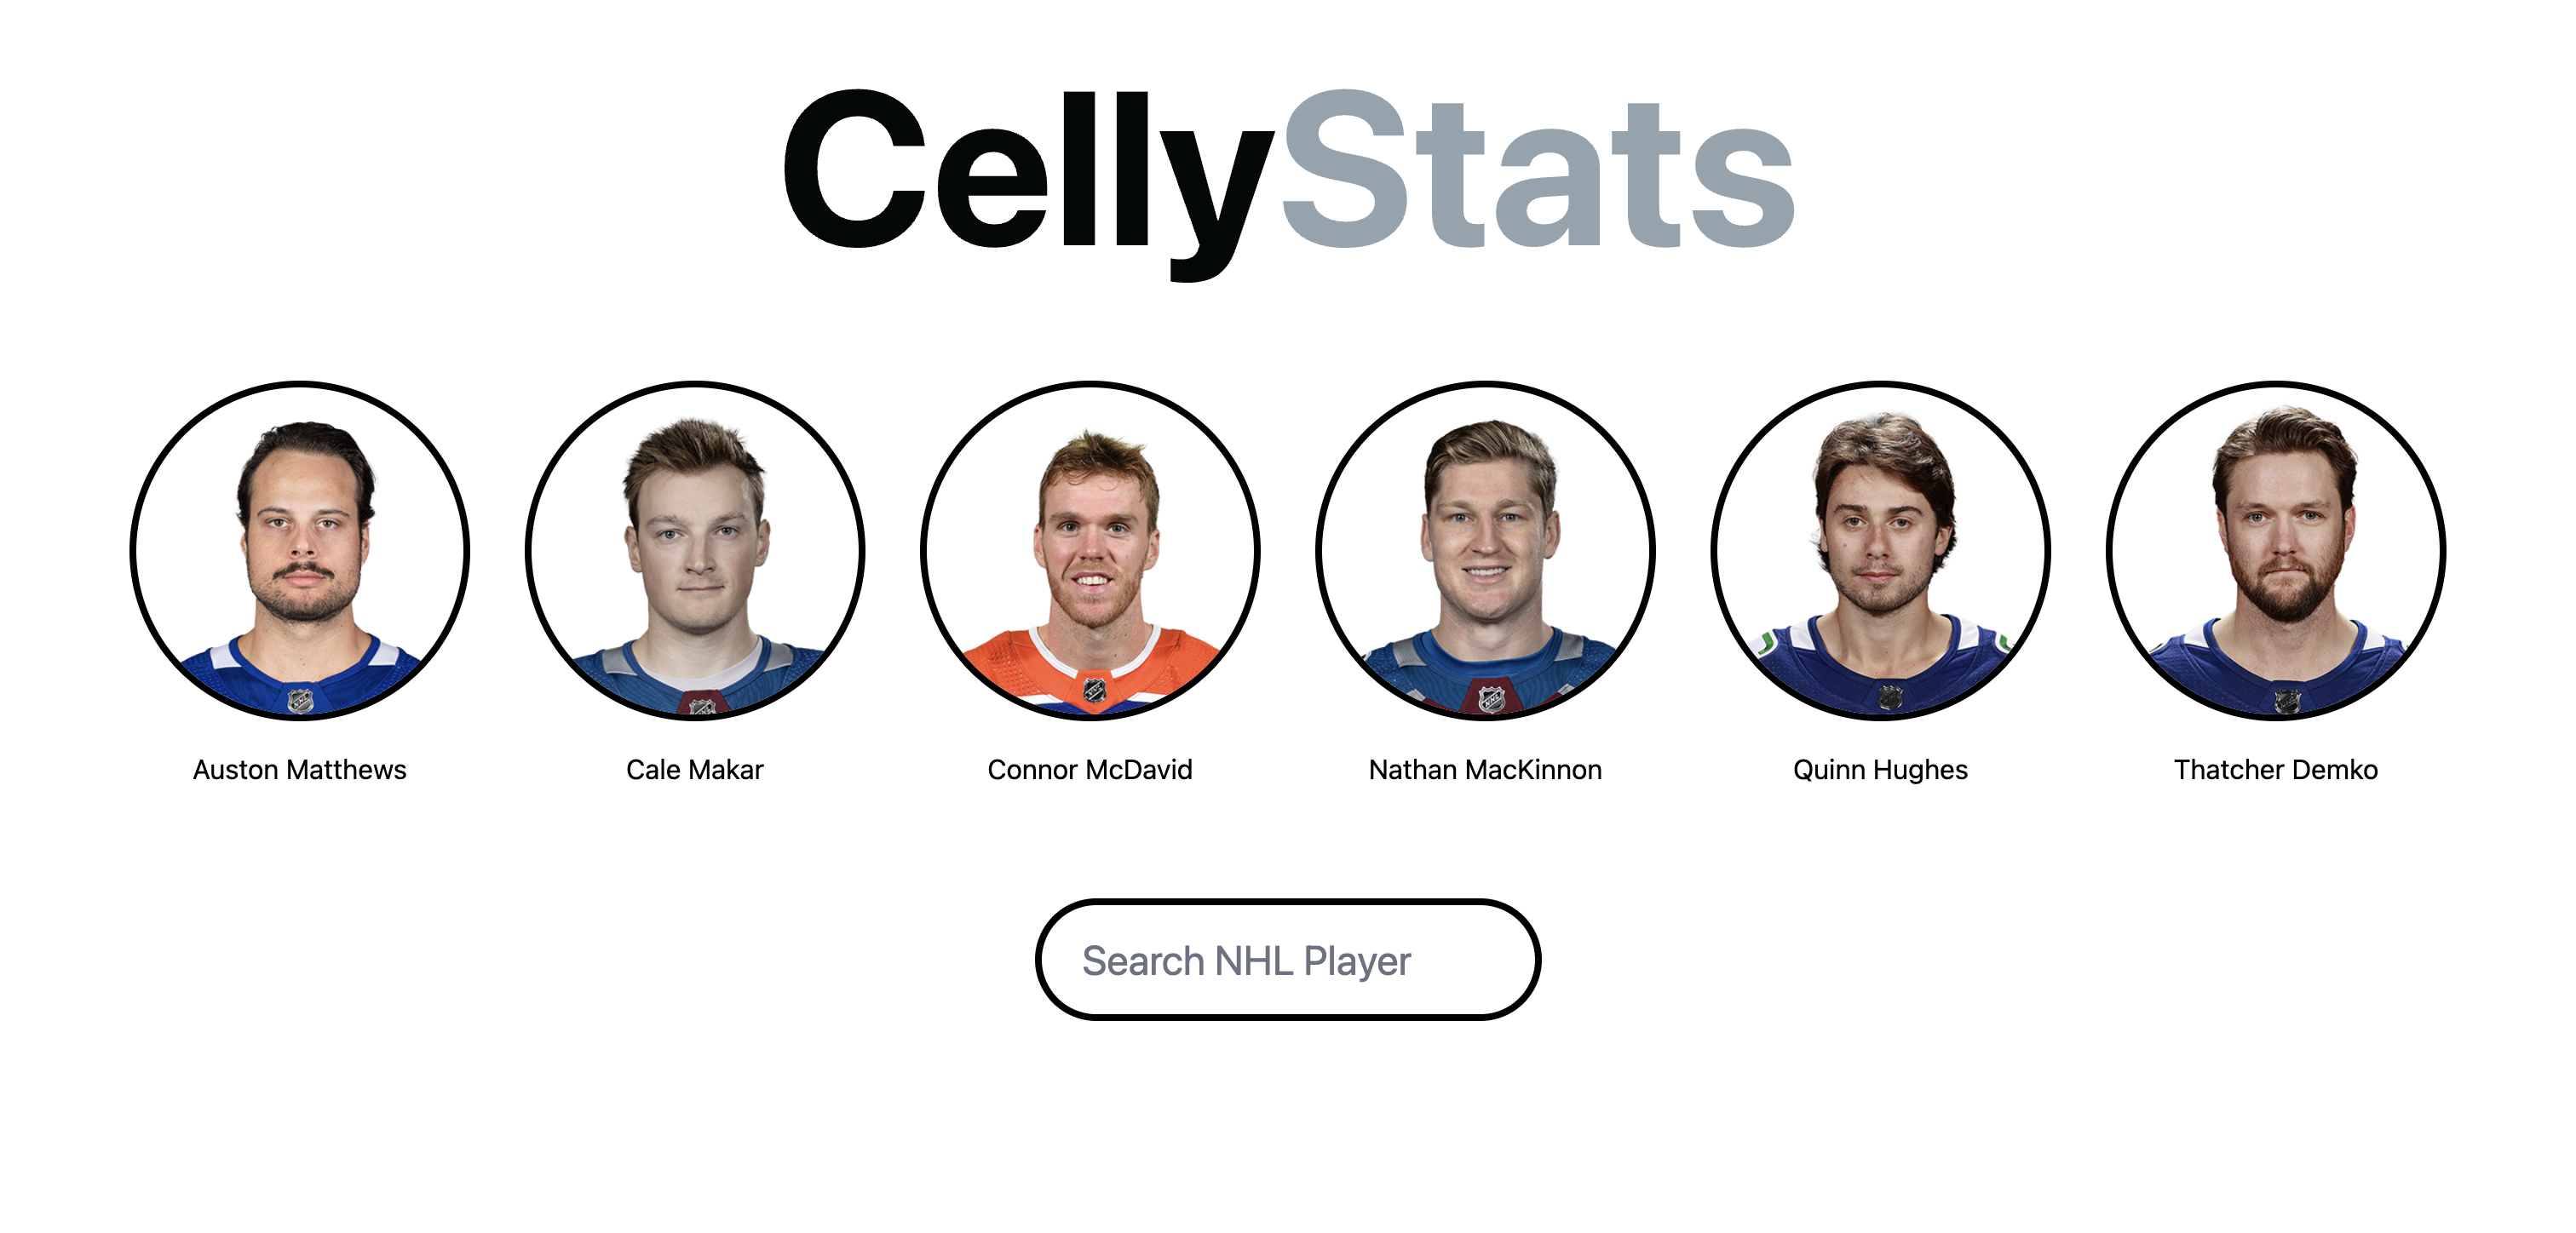 CellyStats
Auston Matthews
Cale Makar
Connor McDavid
Nathan MacKinnon
Quinn Hughes
Thatcher Demko
Search NHL Player